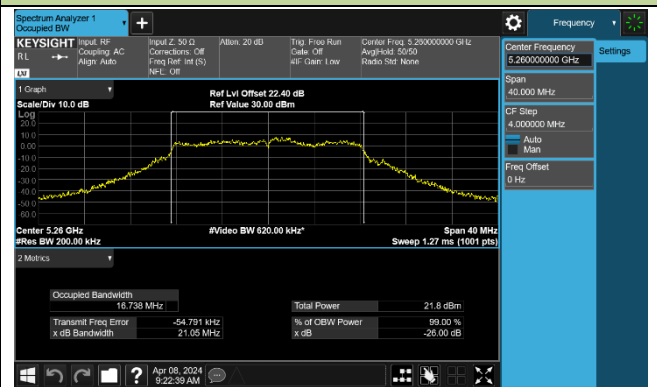 Spectrum Analyzer 1
Occupied BW
+
Frequency
KEYSIGHT
RL
LXI
Input: RF
Coupling: AC
Align: Auto
Input Z: 50 Ω
Corrections: Off
Freq Ref: Int (S)
NFE: Off
Atten: 20 dB
Trig: Free Run
Gate: Off
#IF Gain: Low
Center Freq: 5.260000000 GHz
Avg|Hold: 50/50
Radio Std: None
Center Frequency
5.260000000 GHz
Settings
Span
40.000 MHz
CF Step
4.000000 MHz
Auto
Man
Freq Offset
0 Hz
1 Graph
Scale/Div 10.0 dB
Ref Lvl Offset 22.40 dB
Ref Value 30.00 dBm
Log
20.0
10.0
0.00
-10.0
-20.0
-30.0
-40.0
-50.0
-60.0
Center 5.26 GHz
#Video BW 620.00 kHz*
Span 40 MHz
#Res BW 200.00 kHz
Sweep 1.27 ms (1001 pts)
2 Metrics
Occupied Bandwidth
16.738 MHz
Total Power 21.8 dBm
Transmit Freq Error -54.791 kHz
% of OBW Power 99.00 %
x dB Bandwidth 21.05 MHz
x dB -26.00 dB
?
Apr 08, 2024
9:22:39 AM